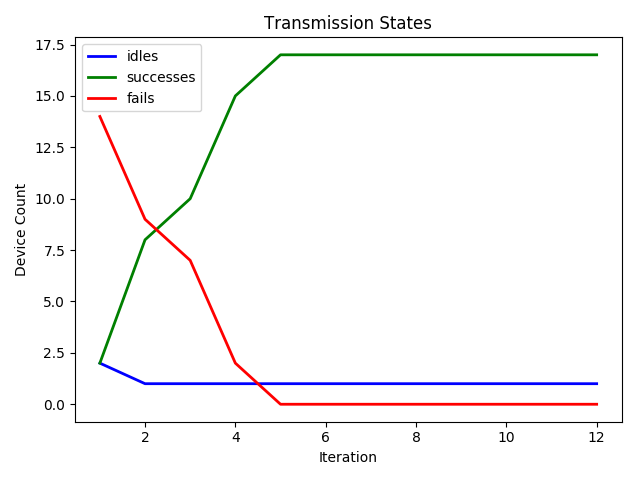 Transmission States
idles
successes
fails
17.5
15.0
12.5
10.0
7.5
5.0
2.5
0.0
Device Count
2
4
6
8
10
12
Iteration